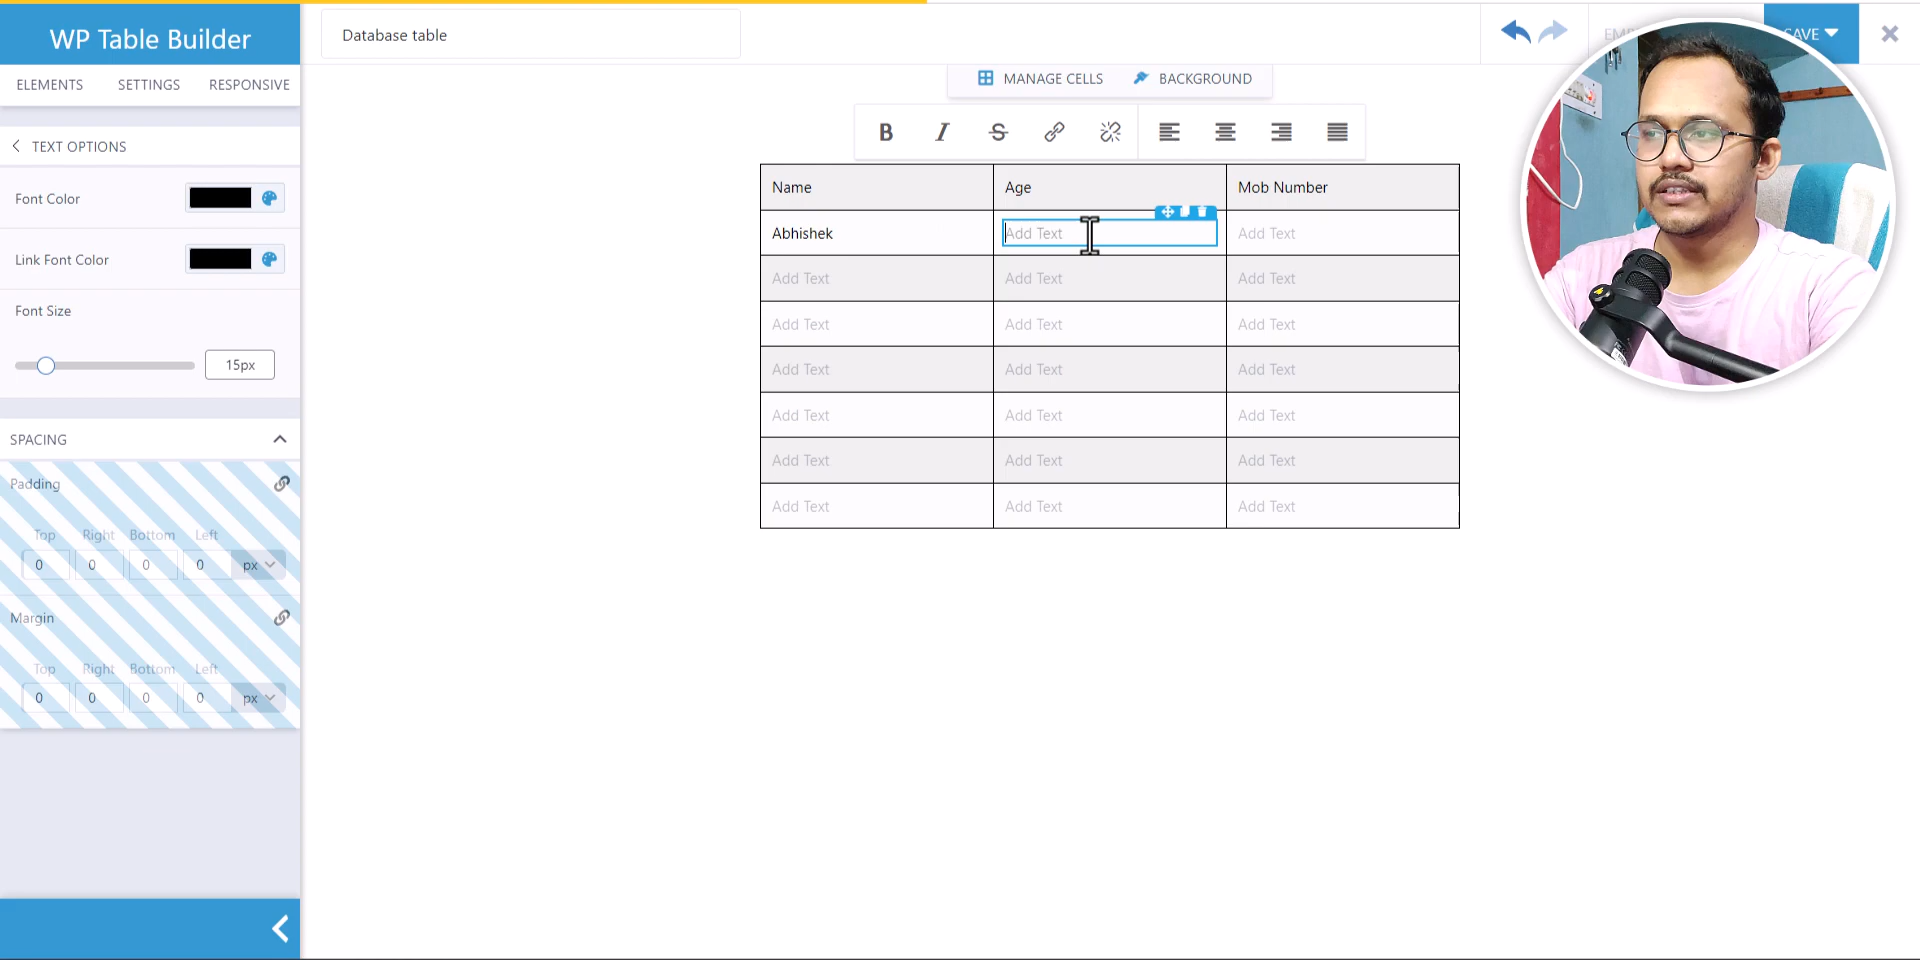 WP Table Builder
Database table
SAVE
ELEMENTS SETTINGS RESPONSIVE
MANAGE CELLS BACKGROUND
TEXT OPTIONS
B I S
Font Color
Link Font Color
Font Size
15px
SPACING
Padding
Top Right Bottom Left
0 0 0 0 px
Margin
Top Right Bottom Left
0 0 0 0 px
Name Age Mob Number
Abhishek Add Text Add Text
Add Text Add Text Add Text
Add Text Add Text Add Text
Add Text Add Text Add Text
Add Text Add Text Add Text
Add Text Add Text Add Text
Add Text Add Text Add Text